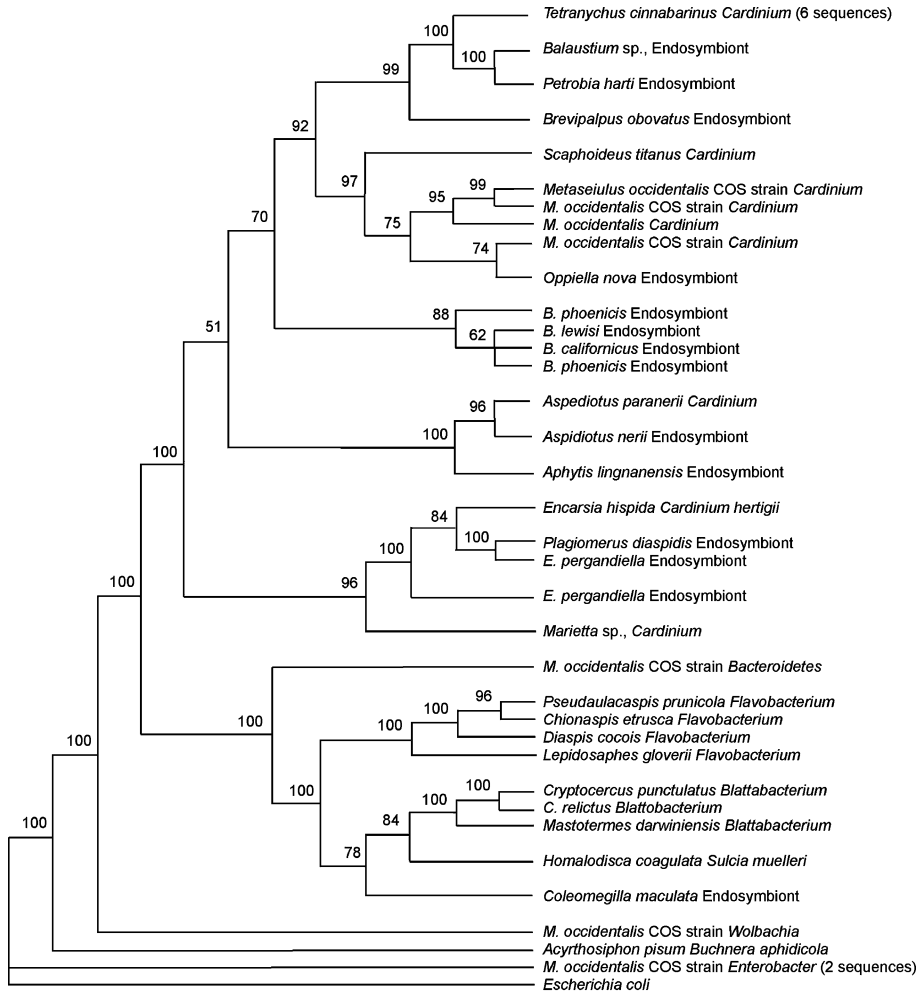 Tetranychus cinnabarinus Cardinium (6 sequences)
100
Balaustium sp., Endosymbiont
100
99
Petrobia harti Endosymbiont
Brevipalpus obovatus Endosymbiont
92
Scaphoideus titanus Cardinium
97
99
Metaseiulus occidentalis COS strain Cardinium
95
M. occidentalis COS strain Cardinium
70
75
M. occidentalis Cardinium
M. occidentalis COS strain Cardinium
74
Oppiella nova Endosymbiont
88
B. phoenicis Endosymbiont
51
62
B. lewisi Endosymbiont
B. californicus Endosymbiont
B. phoenicis Endosymbiont
96
Aspediotus paranerii Cardinium
100
Aspidiotus nerii Endosymbiont
100
Aphytis lingnanensis Endosymbiont
Encarsia hispida Cardinium hertigii
84
100
Plagiomerus diaspidis Endosymbiont
100
E. pergandiella Endosymbiont
100
96
E. pergandiella Endosymbiont
Marietta sp., Cardinium
M. occidentalis COS strain Bacteroidetes
96
Pseudaulacaspis prunicola Flavobacterium
100
Chionaspis etrusca Flavobacterium
100
100
100
Diaspis cocois Flavobacterium
Lepidosaphes gloverii Flavobacterium
100
100
Cryptocercus punctulatus Blattabacterium
100
C. relictus Blattobacterium
100
84
Mastotermes darwiniensis Blattabacterium
78
Homalodisca coagulata Sulcia muelleri
Coleomegilla maculata Endosymbiont
M. occidentalis COS strain Wolbachia
Acyrthosiphon pisum Buchnera aphidicola
M. occidentalis COS strain Enterobacter (2 sequences)
Escherichia coli